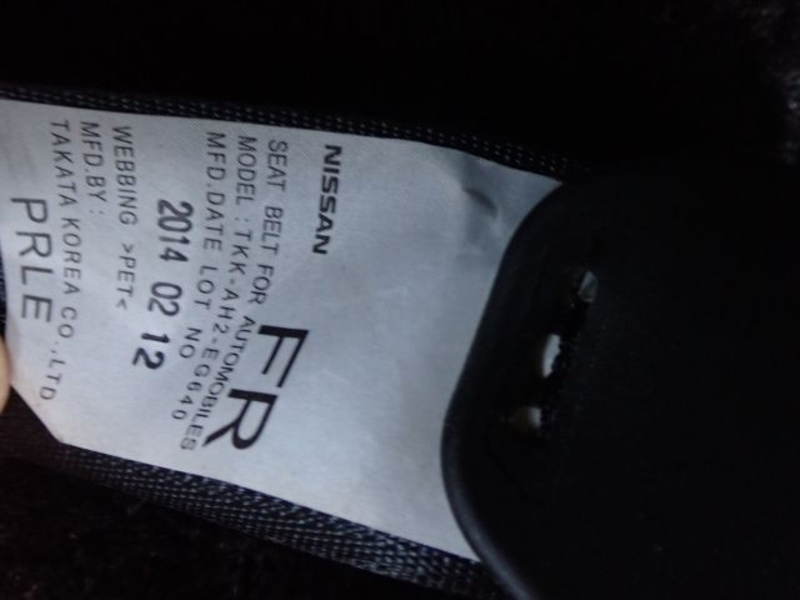 NISSAN
FR
SEAT BELT FOR AUTOMOBILES
MODEL : TKK-AH2-EG640
MFD.DATE LOT NO
2014 02 12
WEBBING >PET<
MFD.BY :
TAKATA KOREA CO.,LTD.
PRLE